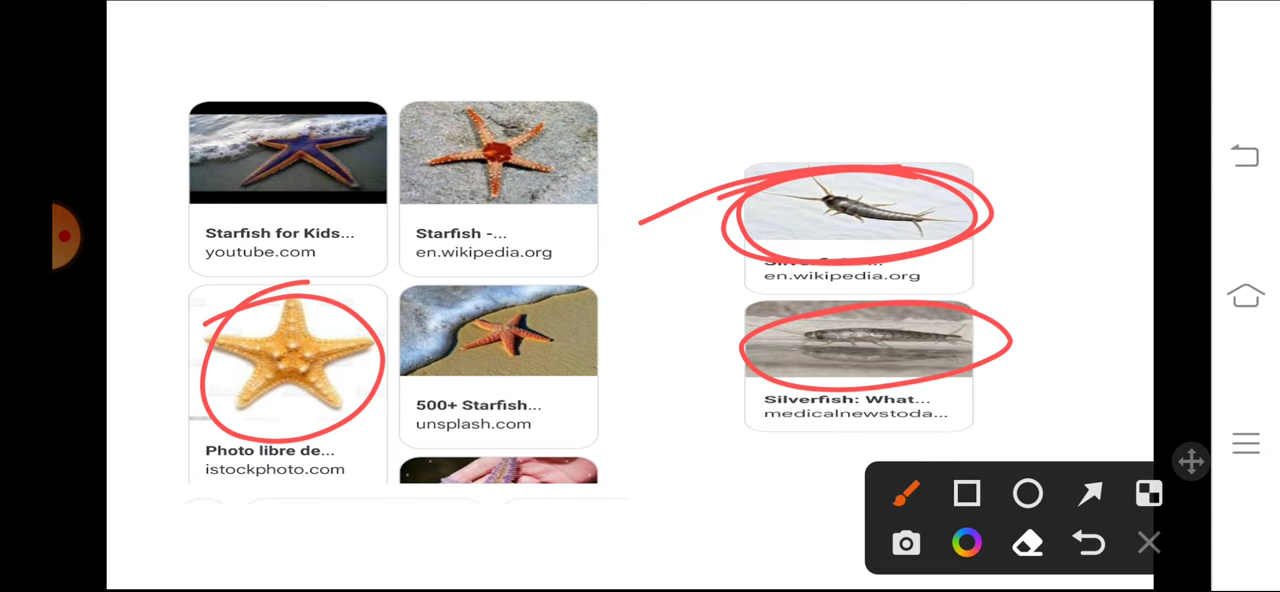 Starfish for Kids...
youtube.com
Starfish -...
en.wikipedia.org
Photo libre de...
istockphoto.com
500+ Starfish...
unsplash.com
en.wikipedia.org
Silverfish: What...
medicalnewstoda...